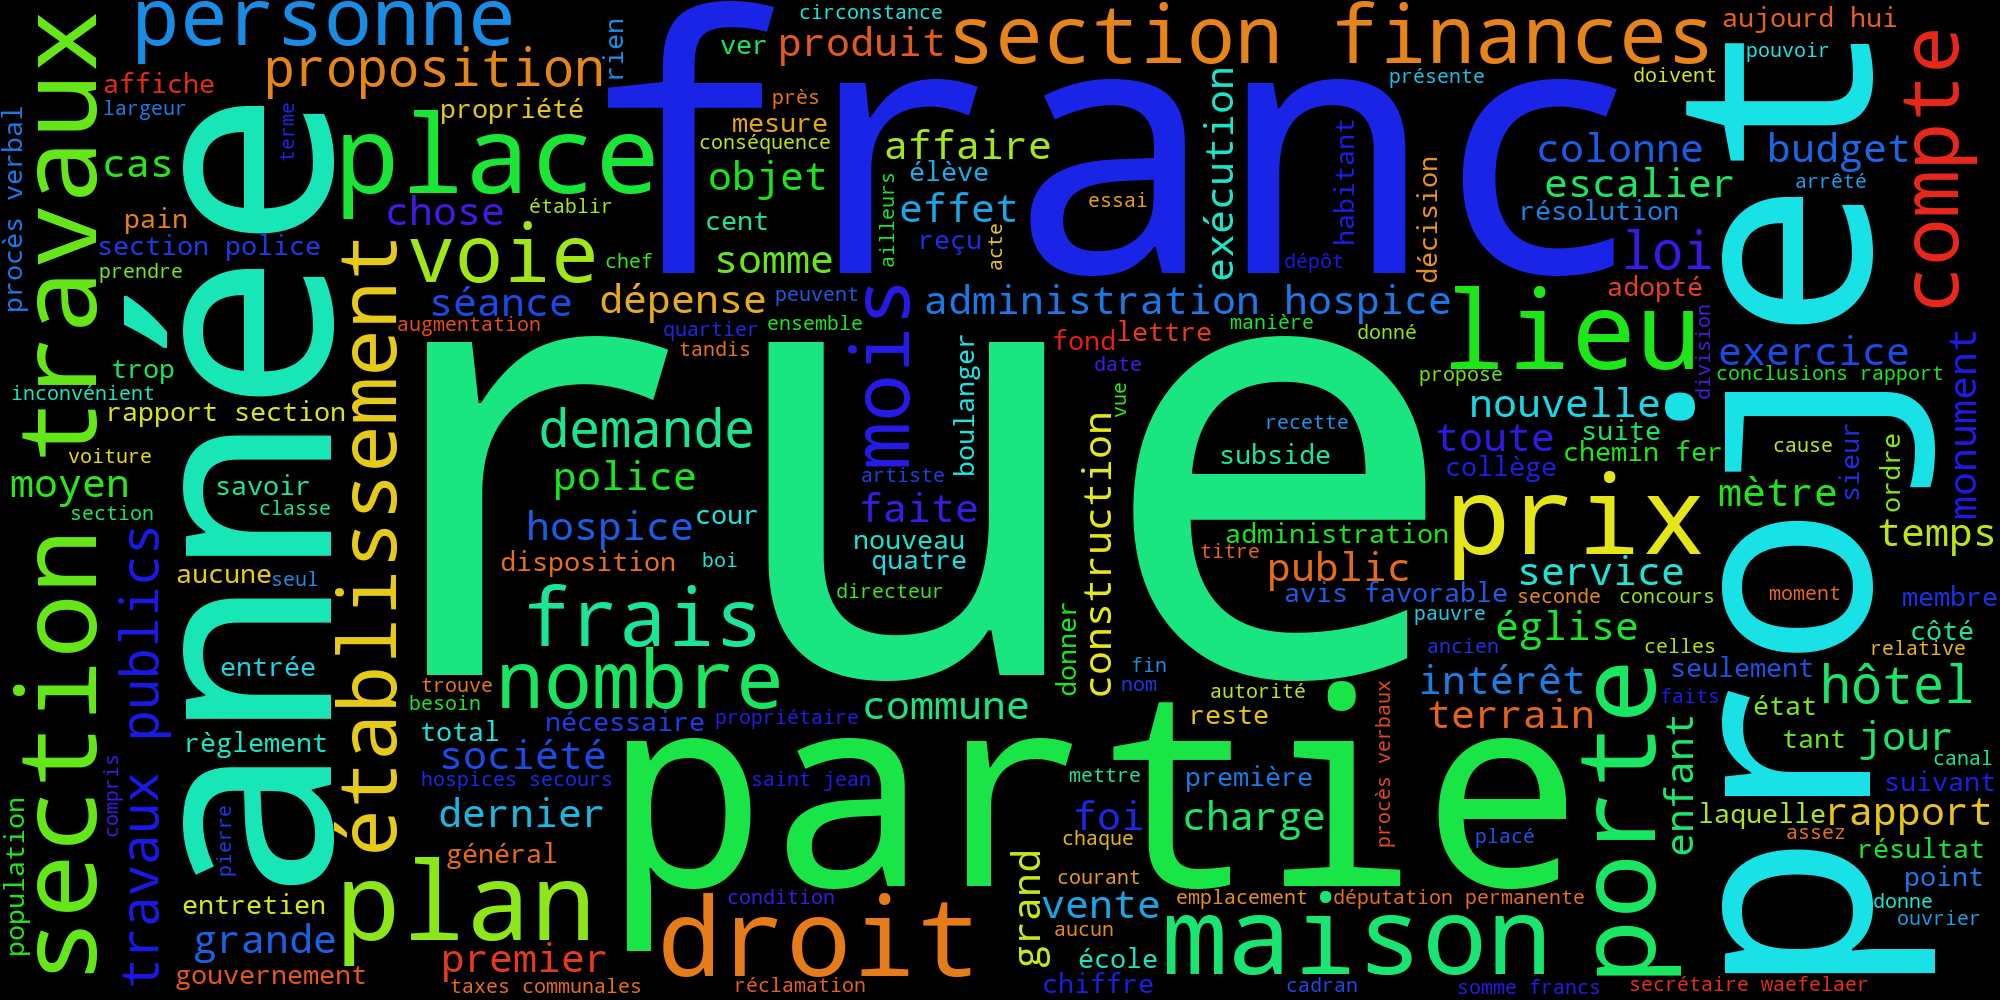 personne
circonstance
section finances
aujourd hui
rien
ver
produit
pouvoir
proposition
franc
présente
doivent
compte
affiche
largeur
terme
propriété
près
mesure
conséquence
affaire
exécution
habitant
colonne
budget
procès verbal
section travaux
cas
année
place
objet
élève
essai
décision
escalier
arrêté
projet
pain
chose
établir
cent
ailleurs
effet
reçu
acte
résolution
section police
prendre
voie
chef
somme
dépôt
loi
établissement
séance
dépense
peuvent
mois
administration hospice
lieu
adopté
division
augmentation
quartier
ensemble
tandis
boulanger
fond
lettre
manière
donné
date
exercice
monument
trop
inconvénient
rapport section
rue
vue
propose
conclusions rapport
demande
construction
recette
nouvelle
toute
suite
cause
sieur
ordre
voiture
moyen
section
savoir
classe
police
artiste
faite
subside
collège
chemin fer
mètre
prix
travaux publics
hospice
cour
nouveau
quatre
administration
temps
aucune
seul
disposition
boi
directeur
titre
public
service
avis favorable
seconde
concours
moment
membre
frais
donner
pauvre
église
côté
entrée
nombre
fin
nom
ancien
celles
relative
trouve
besoin
commune
autorité
intérêt
seulement
faits
hôtel
règlement
total
nécessaire
propriétaire
reste
procès verbaux
terrain
porte
enfant
état
tant
jour
société
hospices secours
saint jean
partie
mettre
première
canal
suivant
compris
population
pierre
dernier
foi
charge
placé
laquelle
rapport
assez
général
chaque
résultat
plan
grand
courant
point
entretien
condition
droit
vente
emplacement
députation permanente
donne
ouvrier
grande
aucun
maison
gouvernement
premier
école
taxes communales
réclamation
chiffre
cadran
somme francs
secrétaire waefelaer